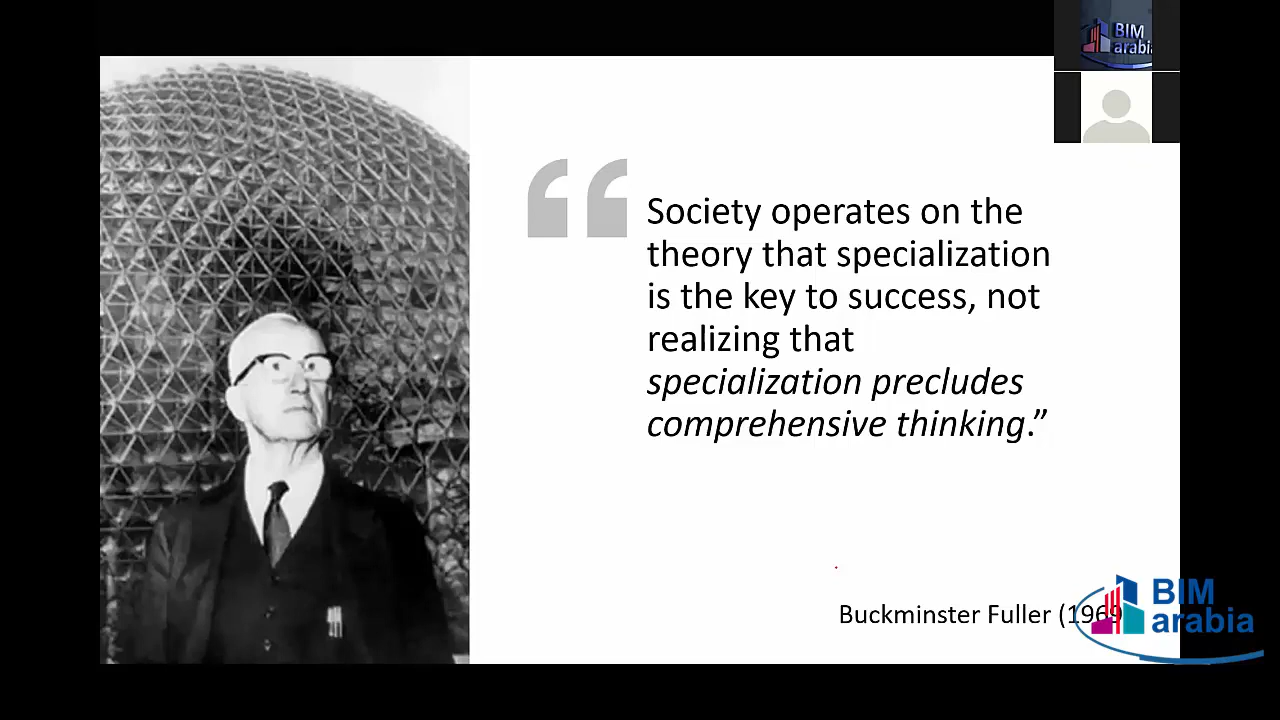 BIM
arabia
“
Society operates on the
theory that specialization
is the key to success, not
realizing that
specialization precludes
comprehensive thinking.”
Buckminster Fuller (1969
BIM
arabia